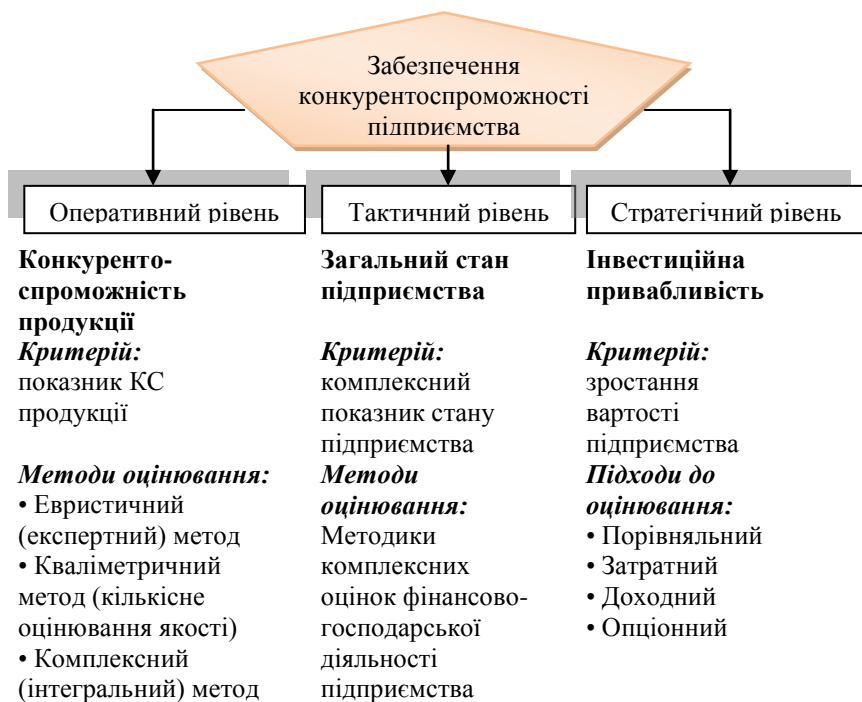 Забезпечення
конкурентоспроможності
підприємства
Оперативний рівень
Тактичний рівень
Стратегічний рівень
Конкуренто-
спроможність
продукції
Критерій:
показник КС
продукції
Методи оцінювання:
• Евристичний
(експертний) метод
• Кваліметричний
метод (кількісне
оцінювання якості)
• Комплексний
(інтегральний) метод
Загальний стан
підприємства
Критерій:
комплексний
показник стану
підприємства
Методи
оцінювання:
Методики
комплексних
оцінок фінансово-
господарської
діяльності
підприємства
Інвестиційна
привабливість
Критерій:
зростання
вартості
підприємства
Підходи до
оцінювання:
• Порівняльний
• Затратний
• Доходний
• Опціонний